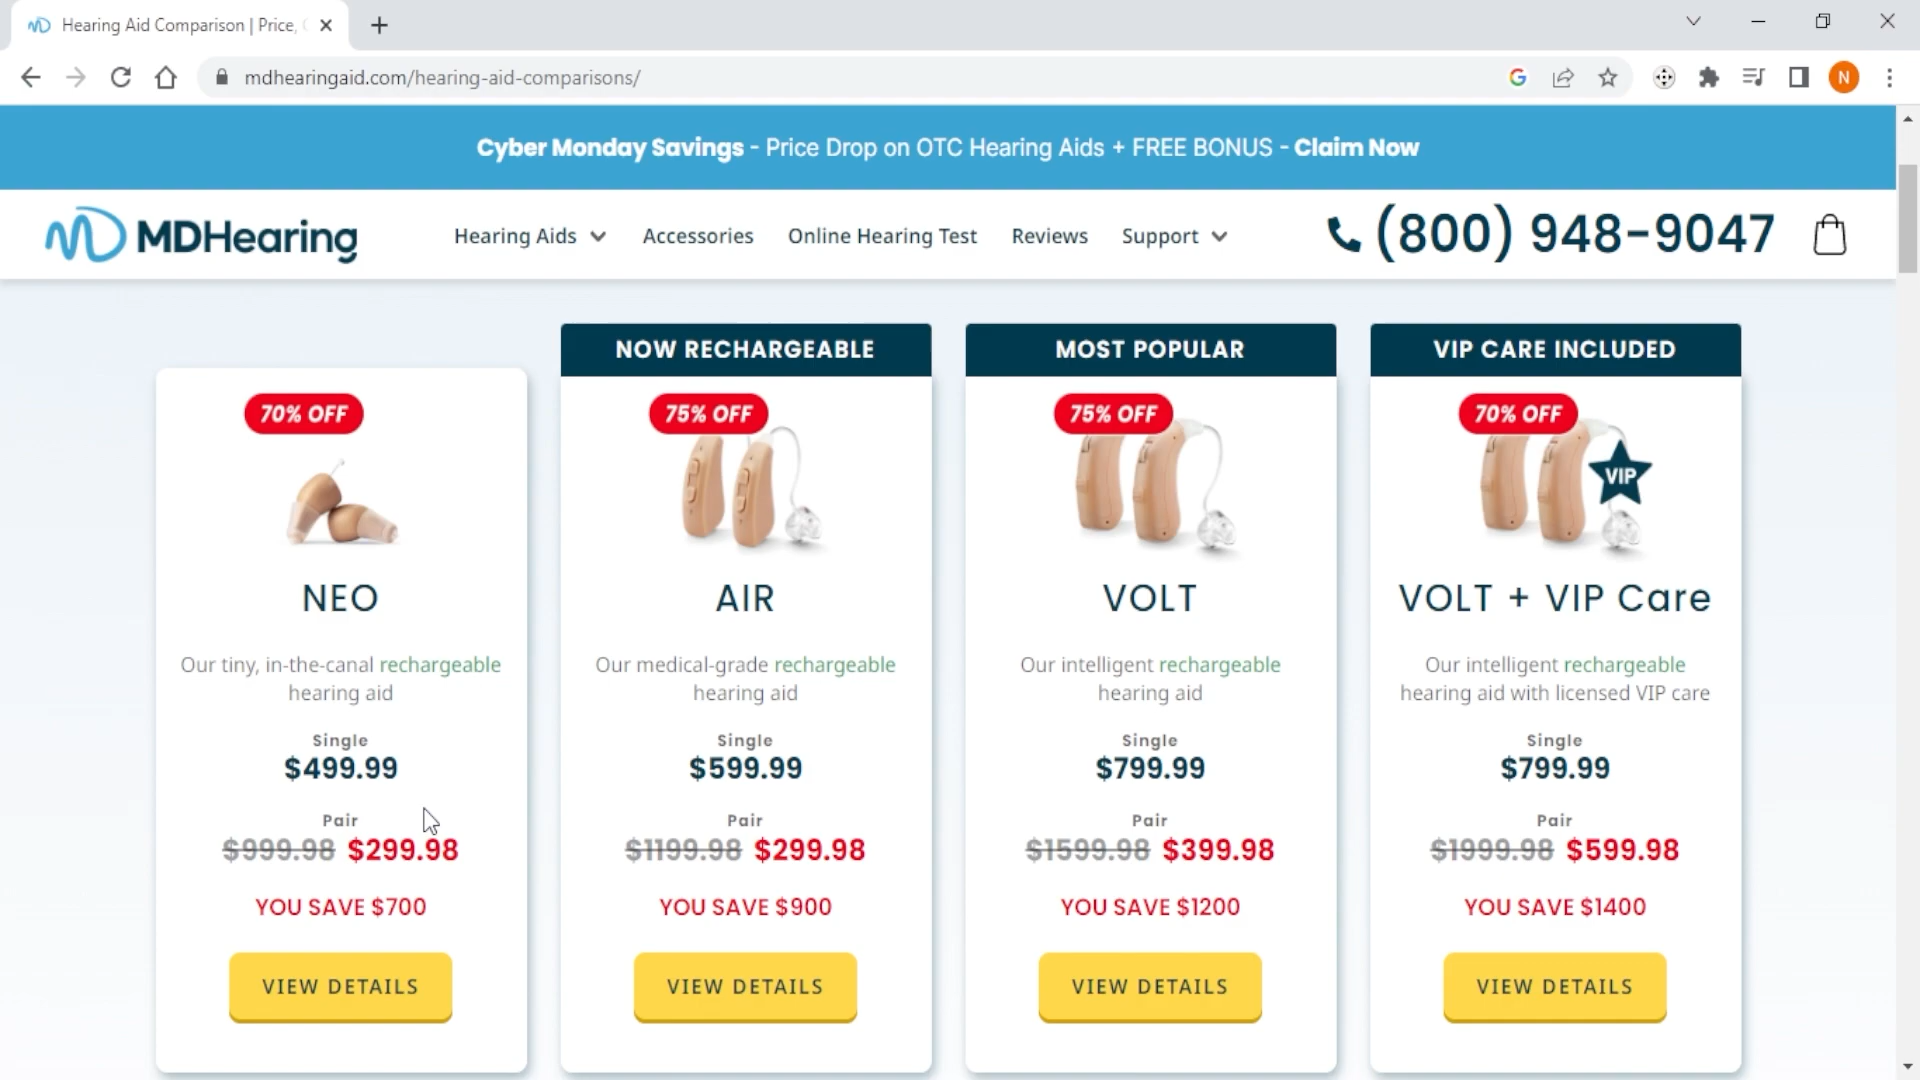 Hearing Aid Comparison | Price,
mdhearingaid.com/hearing-aid-comparisons/
G
N
Cyber Monday Savings - Price Drop on OTC Hearing Aids + FREE BONUS - Claim Now
MDHearing
Hearing Aids
Accessories
Online Hearing Test
Reviews
Support
(800) 948-9047
70% OFF
NEO
Our tiny, in-the-canal rechargeable
hearing aid
Single
$499.99
Pair
$999.98 $299.98
YOU SAVE $700
VIEW DETAILS
NOW RECHARGEABLE
75% OFF
AIR
Our medical-grade rechargeable
hearing aid
Single
$599.99
Pair
$1199.98 $299.98
YOU SAVE $900
VIEW DETAILS
MOST POPULAR
75% OFF
VOLT
Our intelligent rechargeable
hearing aid
Single
$799.99
Pair
$1599.98 $399.98
YOU SAVE $1200
VIEW DETAILS
VIP CARE INCLUDED
70% OFF
VIP
VOLT + VIP Care
Our intelligent rechargeable
hearing aid with licensed VIP care
Single
$799.99
Pair
$1999.98 $599.98
YOU SAVE $1400
VIEW DETAILS